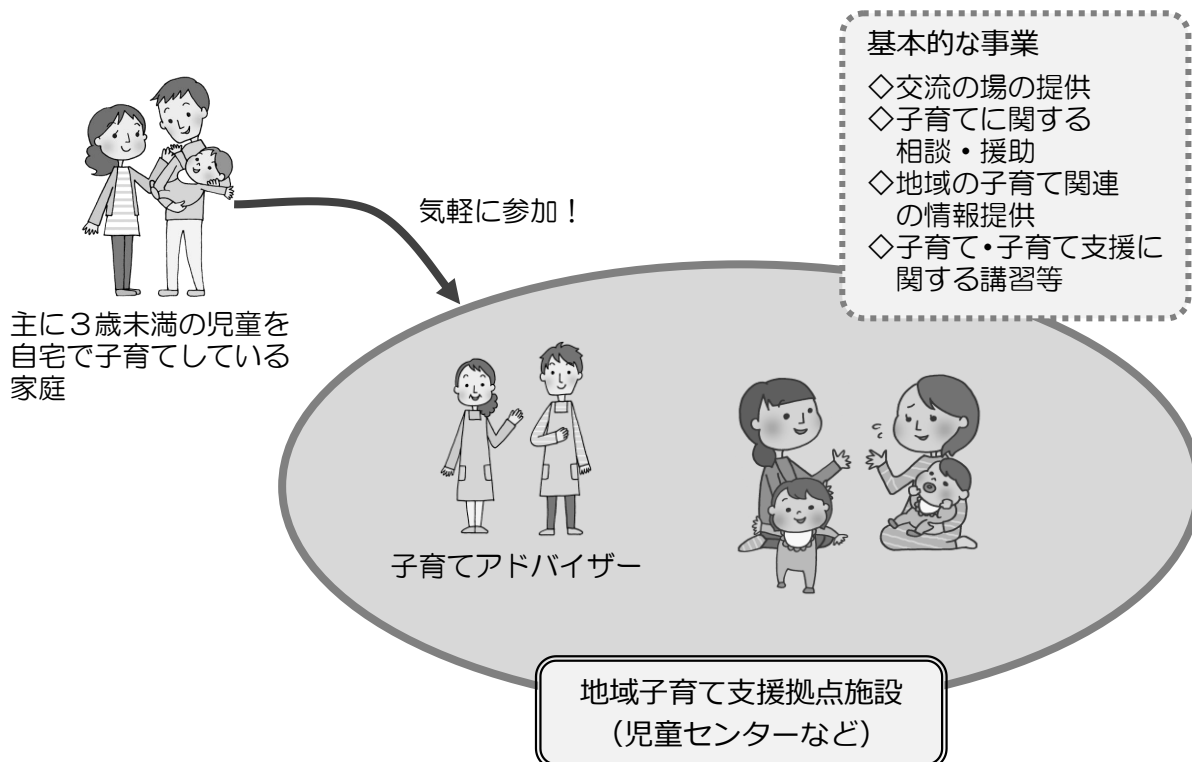 基本的な事業
◇交流の場の提供
◇子育てに関する
相談・援助
◇地域の子育て関連
の情報提供
◇子育て・子育て支援に
関する講習等
気軽に参加！
主に３歳未満の児童を
自宅で子育てしている
家庭
子育てアドバイザー
地域子育て支援拠点施設
（児童センターなど）